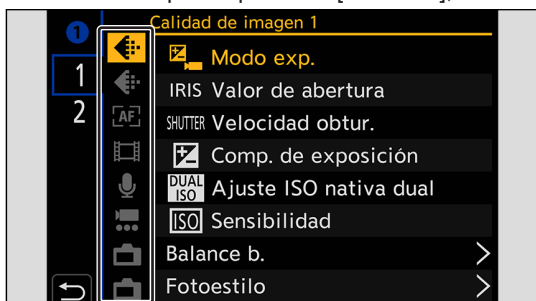 Calidad de imagen 1
1
1
2
AF
Modo exp.
IRIS Valor de abertura
SHUTTER Velocidad obtur.
Comp. de exposición
DUAL ISO Ajuste ISO nativa dual
ISO Sensibilidad
Balance b.
Fotoestilo